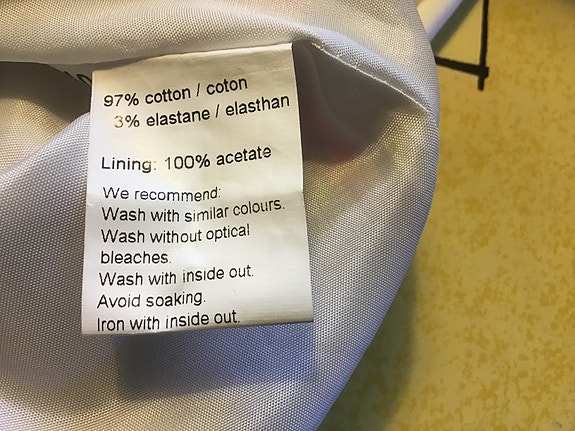 97% cotton / coton
3% elastane / elasthan
Lining: 100% acetate
We recommend:
Wash with similar colours.
Wash without optical
bleaches.
Wash with inside out.
Avoid soaking.
Iron with inside out.